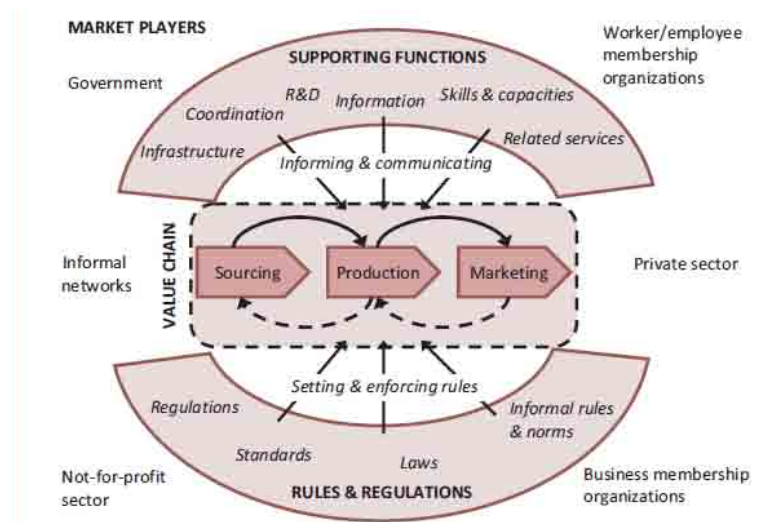 MARKET PLAYERS
Worker/employee
membership
organizations
SUPPORTING FUNCTIONS
Government
R&D
Information
Skills & capacities
Coordination
Infrastructure
Related services
Informing & communicating
VALUE CHAIN
Informal
networks
Sourcing
Production
Marketing
Private sector
Setting & enforcing rules
Regulations
Informal rules
& norms
Standards
Laws
Not-for-profit
sector
RULES & REGULATIONS
Business membership
organizations